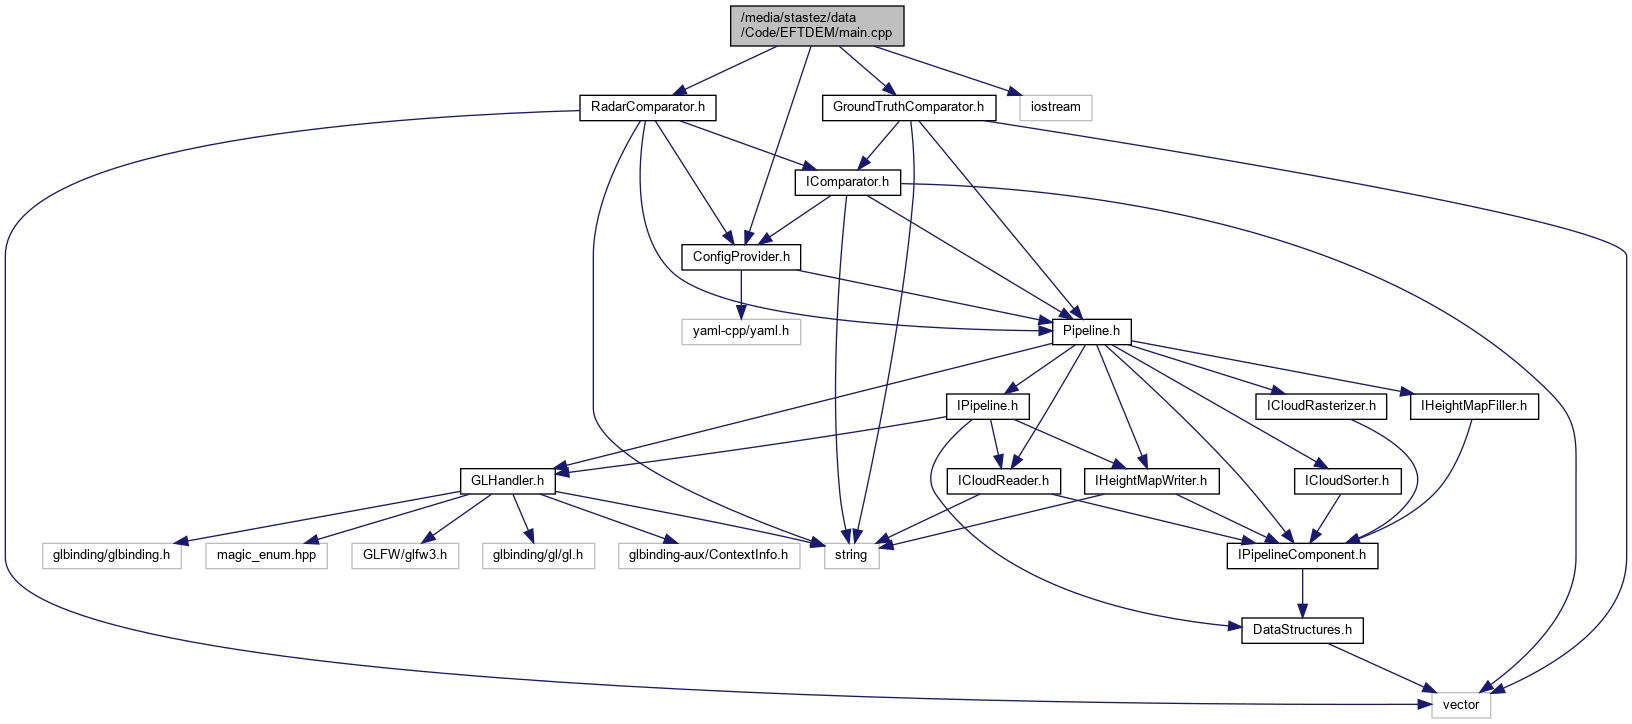 /media/stastez/data
/Code/EFTDEM/main.cpp
RadarComparator.h
GroundTruthComparator.h
iostream
IComparator.h
ConfigProvider.h
yaml-cpp/yaml.h
Pipeline.h
IPipeline.h
ICloudRasterizer.h
IHeightMapFiller.h
GLHandler.h
ICloudReader.h
IHeightMapWriter.h
ICloudSorter.h
glbinding/glbinding.h
magic_enum.hpp
GLFW/glfw3.h
glbinding/gl/gl.h
glbinding-aux/ContextInfo.h
string
IPipelineComponent.h
DataStructures.h
vector